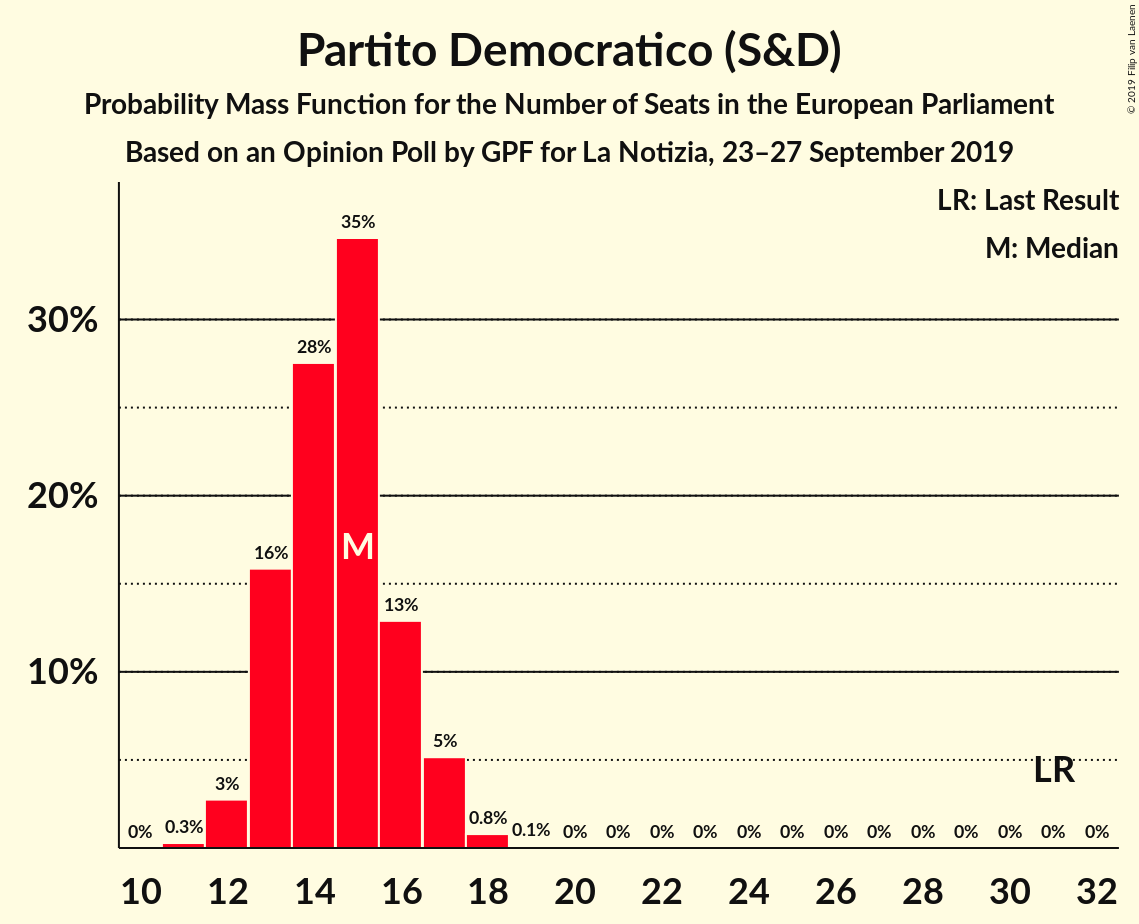 Partito Democratico (S&D)
Probability Mass Function for the Number of Seats in the European Parliament
Based on an Opinion Poll by GPF for La Notizia, 23–27 September 2019
© 2019 Filip van Laenen
LR: Last Result
M: Median
35%
30%
28%
20%
16%
M
13%
10%
5%
LR
3%
0% 0.3% 0.8% 0.1% 0% 0% 0% 0% 0% 0% 0% 0% 0% 0% 0% 0% 0%
10 12 14 16 18 20 22 24 26 28 30 32